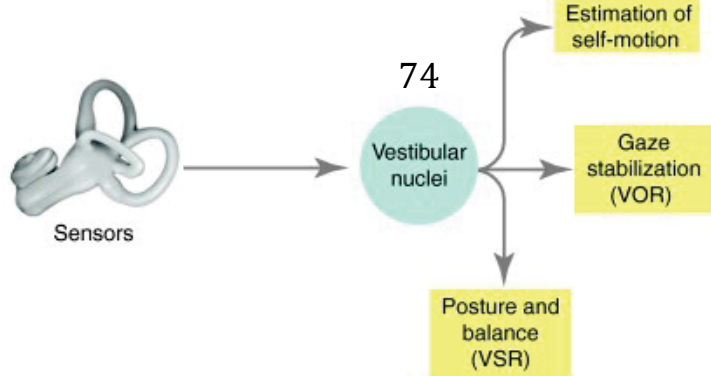 Estimation of
self-motion
74
Vestibular
nuclei
Gaze
stabilization
(VOR)
Sensors
Posture and
balance
(VSR)